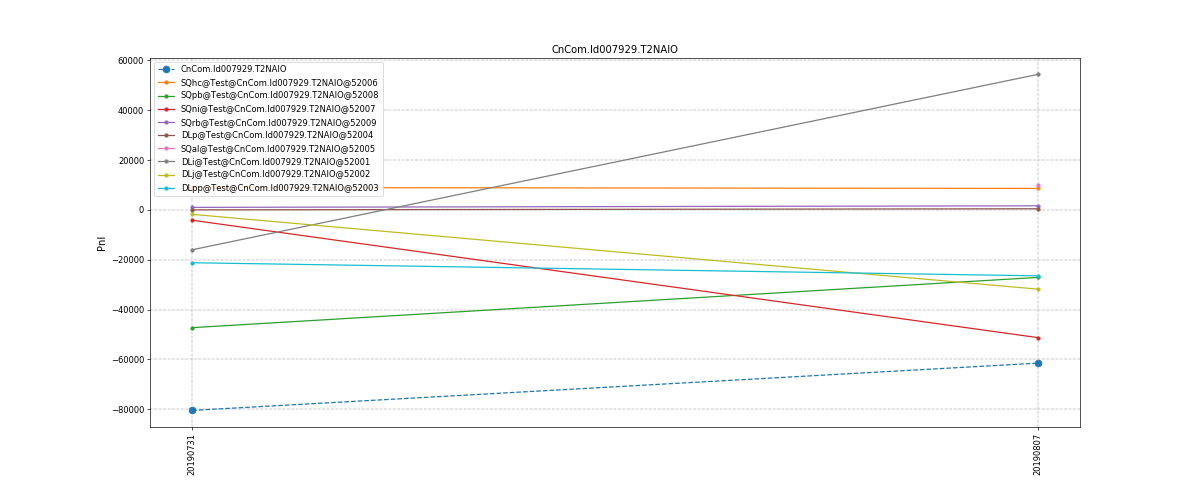 CnCom.Id007929.T2NAIO
60000
40000
20000
0
−20000
−40000
−60000
−80000
PnI
CnCom.Id007929.T2NAIO
SQhc@Test@CnCom.Id007929.T2NAIO@52006
SQpb@Test@CnCom.Id007929.T2NAIO@52008
SQni@Test@CnCom.Id007929.T2NAIO@52007
SQrb@Test@CnCom.Id007929.T2NAIO@52009
DLp@Test@CnCom.Id007929.T2NAIO@52004
SQal@Test@CnCom.Id007929.T2NAIO@52005
DLi@Test@CnCom.Id007929.T2NAIO@52001
DLj@Test@CnCom.Id007929.T2NAIO@52002
DLpp@Test@CnCom.Id007929.T2NAIO@52003
20190731
20190807